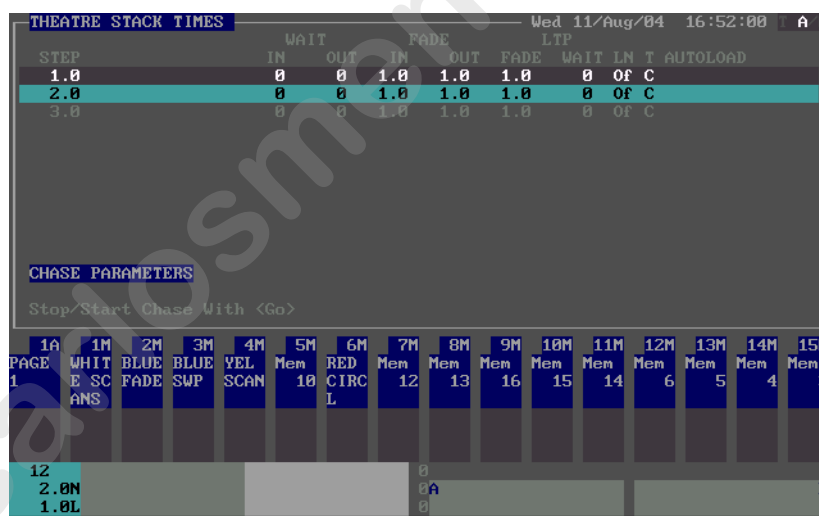 THEATRE STACK TIMES Wed 11/Aug/04 16:52:00 T A
WAIT FADE LTP
STEP IN OUT IN OUT FADE WAIT LN T AUTOLOAD
1.0 0 0 1.0 1.0 1.0 0 Of C
2.0 0 0 1.0 1.0 1.0 0 Of C
3.0 0 0 1.0 1.0 1.0 0 Of C
CHASE PARAMETERS
Stop/Start Chase With <Go>
1A 1M 2M 3M 4M 5M 6M 7M 8M 9M 10M 11M 12M 13M 14M 15
PAGE WHIT BLUE BLUE YEL Mem RED Mem Mem Mem Mem Mem Mem Mem Mem Mem
1 E SC FADE SWP SCAN 10 CIRC 12 13 16 15 14 6 5 4
ANS L
12 0
2.0N 0A
1.0L 0